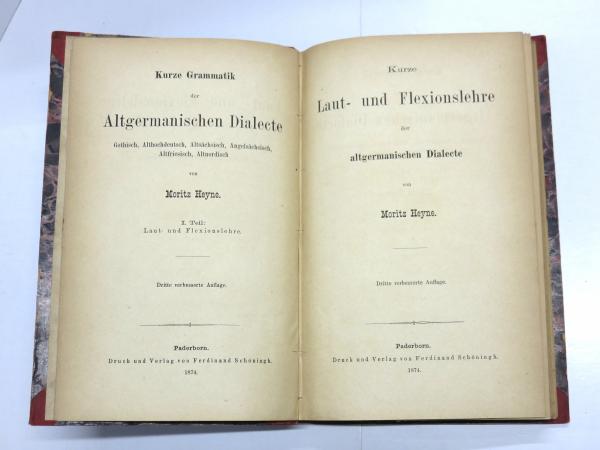 Kurze Grammatik
der
Altgermanischen Dialecte
Gothisch, Althochdeutsch, Altsächsisch, Angelsächsisch,
Altfriesisch, Altnordisch
von
Moritz Heyne.
I. Teil:
Laut- und Flexionslehre.
Dritte verbesserte Auflage.
Paderborn.
Druck und Verlag von Ferdinand Schöningh.
1874.
Kurze
Laut- und Flexionslehre
der
altgermanischen Dialecte
von
Moritz Heyne.
Dritte verbesserte Auflage.
Paderborn.
Druck und Verlag von Ferdinand Schöningh.
1874.